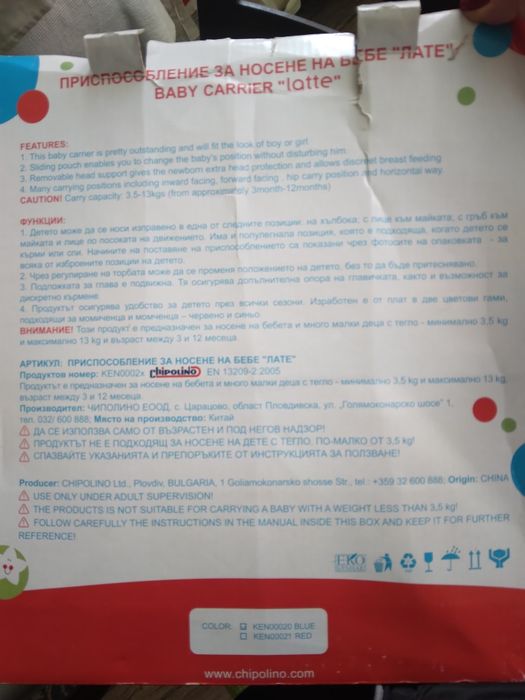 ПРИСПОСОБЛЕНИЕ ЗА НОСЕНЕ НА БЕБЕ "ЛАТЕ"
BABY CARRIER "latte"
FEATURES:
1. This baby carrier is pretty outstanding and will fit the look of boy or girl.
2. Sliding pouch enables you to change the baby's position without disturbing him.
3. Removable head support gives the newborn extra head protection and allows discreet breast feeding
4. Many carrying positions including inward facing, forward facing, hip carry position and horizontal way.
CAUTION! Carry capacity: 3.5-13kgs (from approximately 3month-12months)
ФУНКЦИИ:
1. Детето може да се носи изправено в една от следните позиции: на хълбока; с лице към майката; с гръб към
майката и лице по посоката на движението. Има и полулегнала позиция, която е подходяща, когато детето се
кърми или спи. Начините на поставяне на приспособлението са показани чрез фотосите на опаковката - за
всяка от изброените позиции на детето.
2. Чрез регулиране на торбата може да се променя положението на детето, без то да бъде притеснявано.
3. Подложката за глава е подвижна. Тя осигурява допълнителна опора на главичката, както и възможност за
дискретно кърмене.
4. Продуктът осигурява удобство за детето през всички сезони. Изработен е от плат в две цветови гами,
подходящи за момиченца и момченца – червено и синьо.
ВНИМАНИЕ! Този продукт е предназначен за носене на бебета и много малки деца с тегло - минимално 3,5 kg
и максимално 13 kg и възраст между 3 и 12 месеца.
АРТИКУЛ: ПРИСПОСОБЛЕНИЕ ЗА НОСЕНЕ НА БЕБЕ "ЛАТЕ"
Продуктов номер: KEN0002x chipolino EN 13209-2:2005
Продуктът е предназначен за носене на бебета и много малки деца с тегло - минимално 3,5 kg и максимално 13 kg,
възраст между 3 и 12 месеца.
Производител: ЧИПОЛИНО ЕООД, с. Царацово, област Пловдивска, ул. „Голямоконарско шосе" 1,
тел. 032/ 600 888; Място на производство: Китай
ДА СЕ ИЗПОЛЗВА САМО ОТ ВЪЗРАСТЕН И ПОД НЕГОВ НАДЗОР!
ПРОДУКТЪТ НЕ Е ПОДХОДЯЩ ЗА НОСЕНЕ НА ДЕТЕ С ТЕГЛО, ПО-МАЛКО ОТ 3,5 kg!
СПАЗВАЙТЕ УКАЗАНИЯТА И ПРЕПОРЪКИТЕ ОТ ИНСТРУКЦИЯТА ЗА ПОЛЗВАНЕ!
Producer: CHIPOLINO Ltd., Plovdiv, BULGARIA, 1 Goliamokonarsko shosse Str., tel.: +359 32 600 888; Origin: CHINA
USE ONLY UNDER ADULT SUPERVISION!
THE PRODUCTS IS NOT SUITABLE FOR CARRYING A BABY WITH A WEIGHT LESS THAN 3,5 kg!
FOLLOW CAREFULLY THE INSTRUCTIONS IN THE MANUAL INSIDE THIS BOX AND KEEP IT FOR FURTHER
REFERENCE!
EKO
COLOR: KEN00020 BLUE
KEN00021 RED
www.chipolino.com